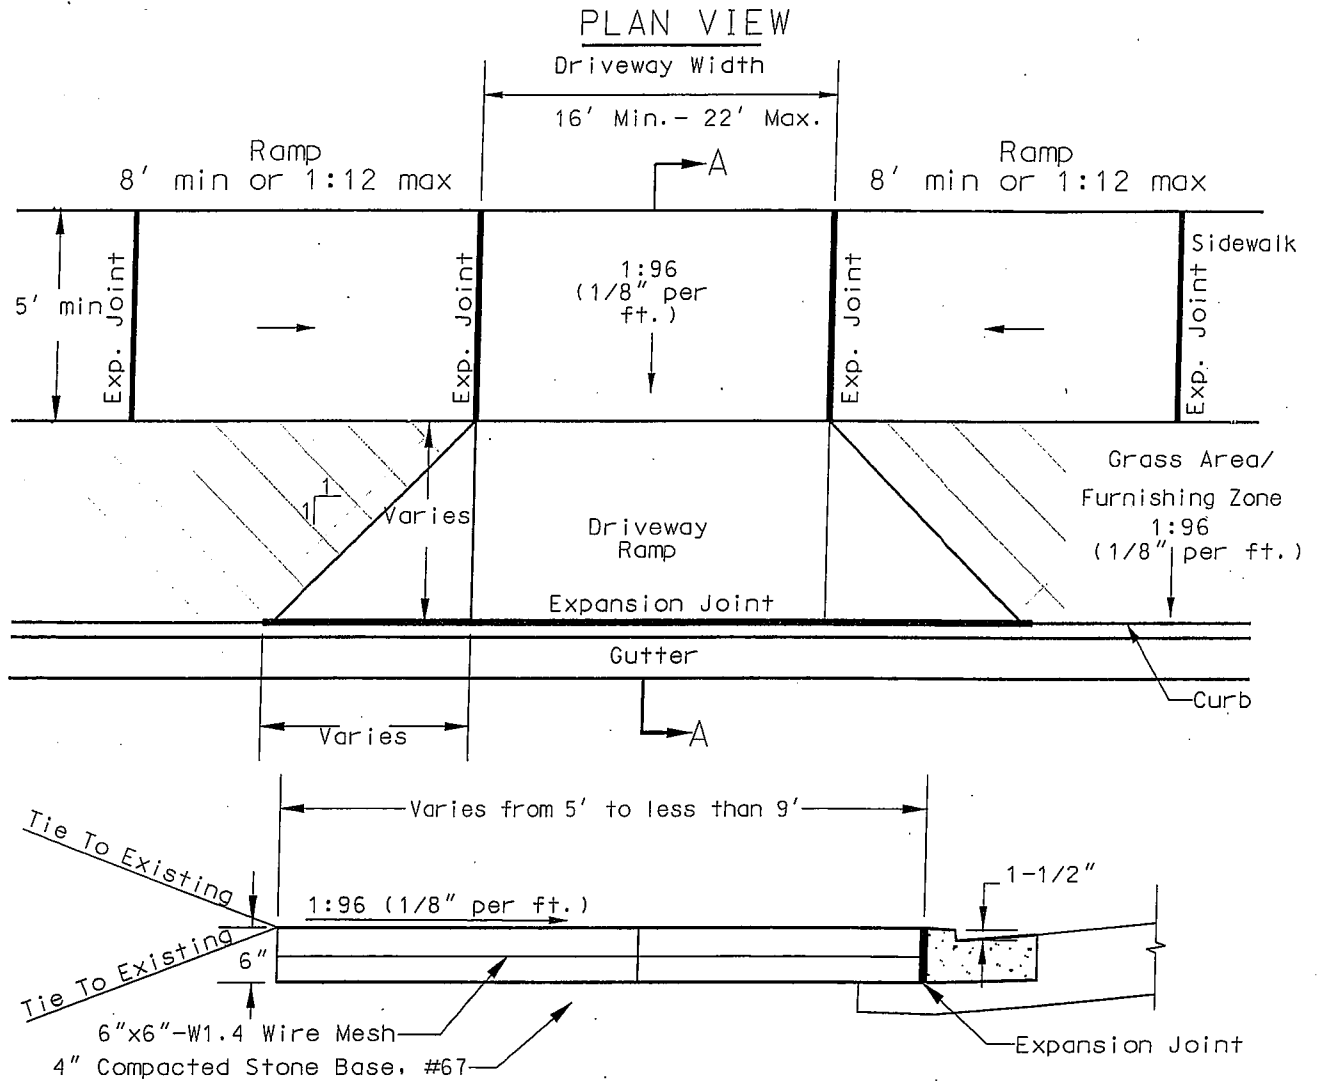 PLAN VIEW
Driveway Width
16' Min.- 22' Max.
Ramp
8' min or 1:12 max
A
Ramp
8' min or 1:12 max
5' min
Exp. Joint
Exp. Joint
1:96
(1/8" per
ft.)
Exp. Joint
Exp. Joint
Sidewalk
1
1
Varies
Driveway
Ramp
Grass Area/
Furnishing Zone
1:96
(1/8" per ft.)
Expansion Joint
Gutter
Curb
Varies
A
Varies from 5' to less than 9'
Tie To Existing
1:96 (1/8" per ft.)
1-1/2"
Tie To Existing
6"
6"x6"-W1.4 Wire Mesh
4" Compacted Stone Base, #67
Expansion Joint